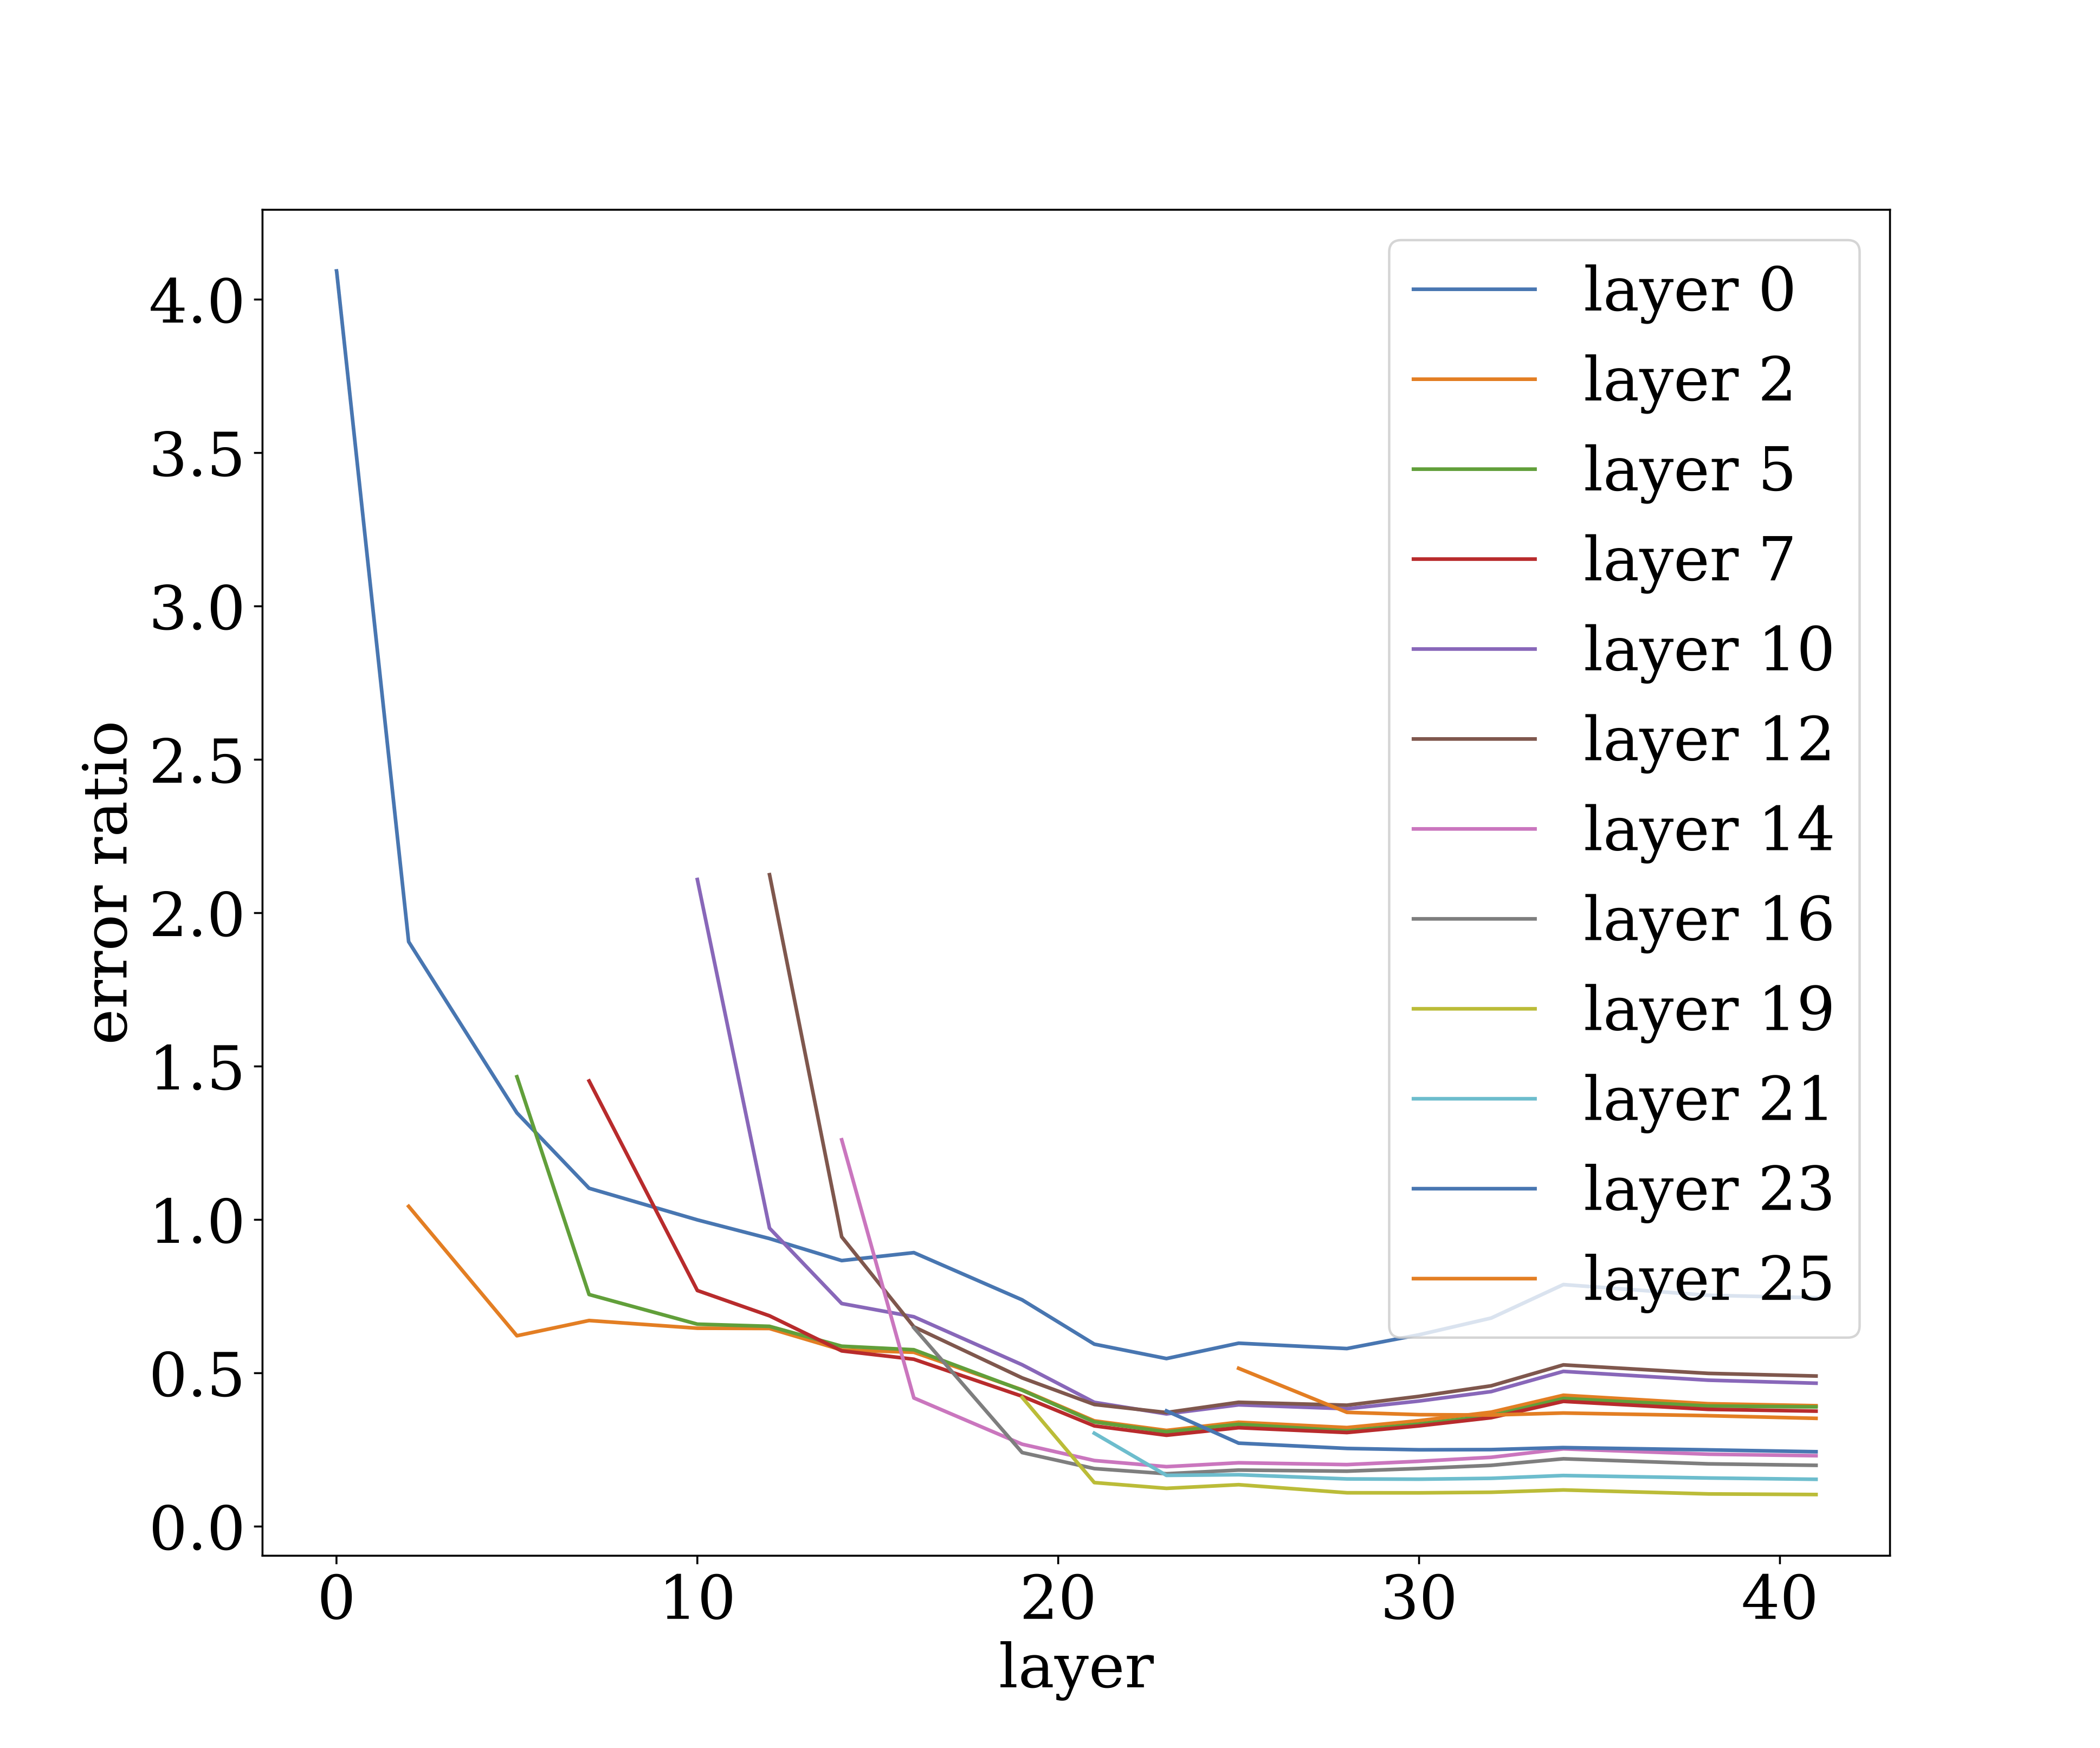 error ratio
4.0
3.5
3.0
2.5
2.0
1.5
1.0
0.5
0.0
0 10 20 30 40
layer
layer 0
layer 2
layer 5
layer 7
layer 10
layer 12
layer 14
layer 16
layer 19
layer 21
layer 23
layer 25